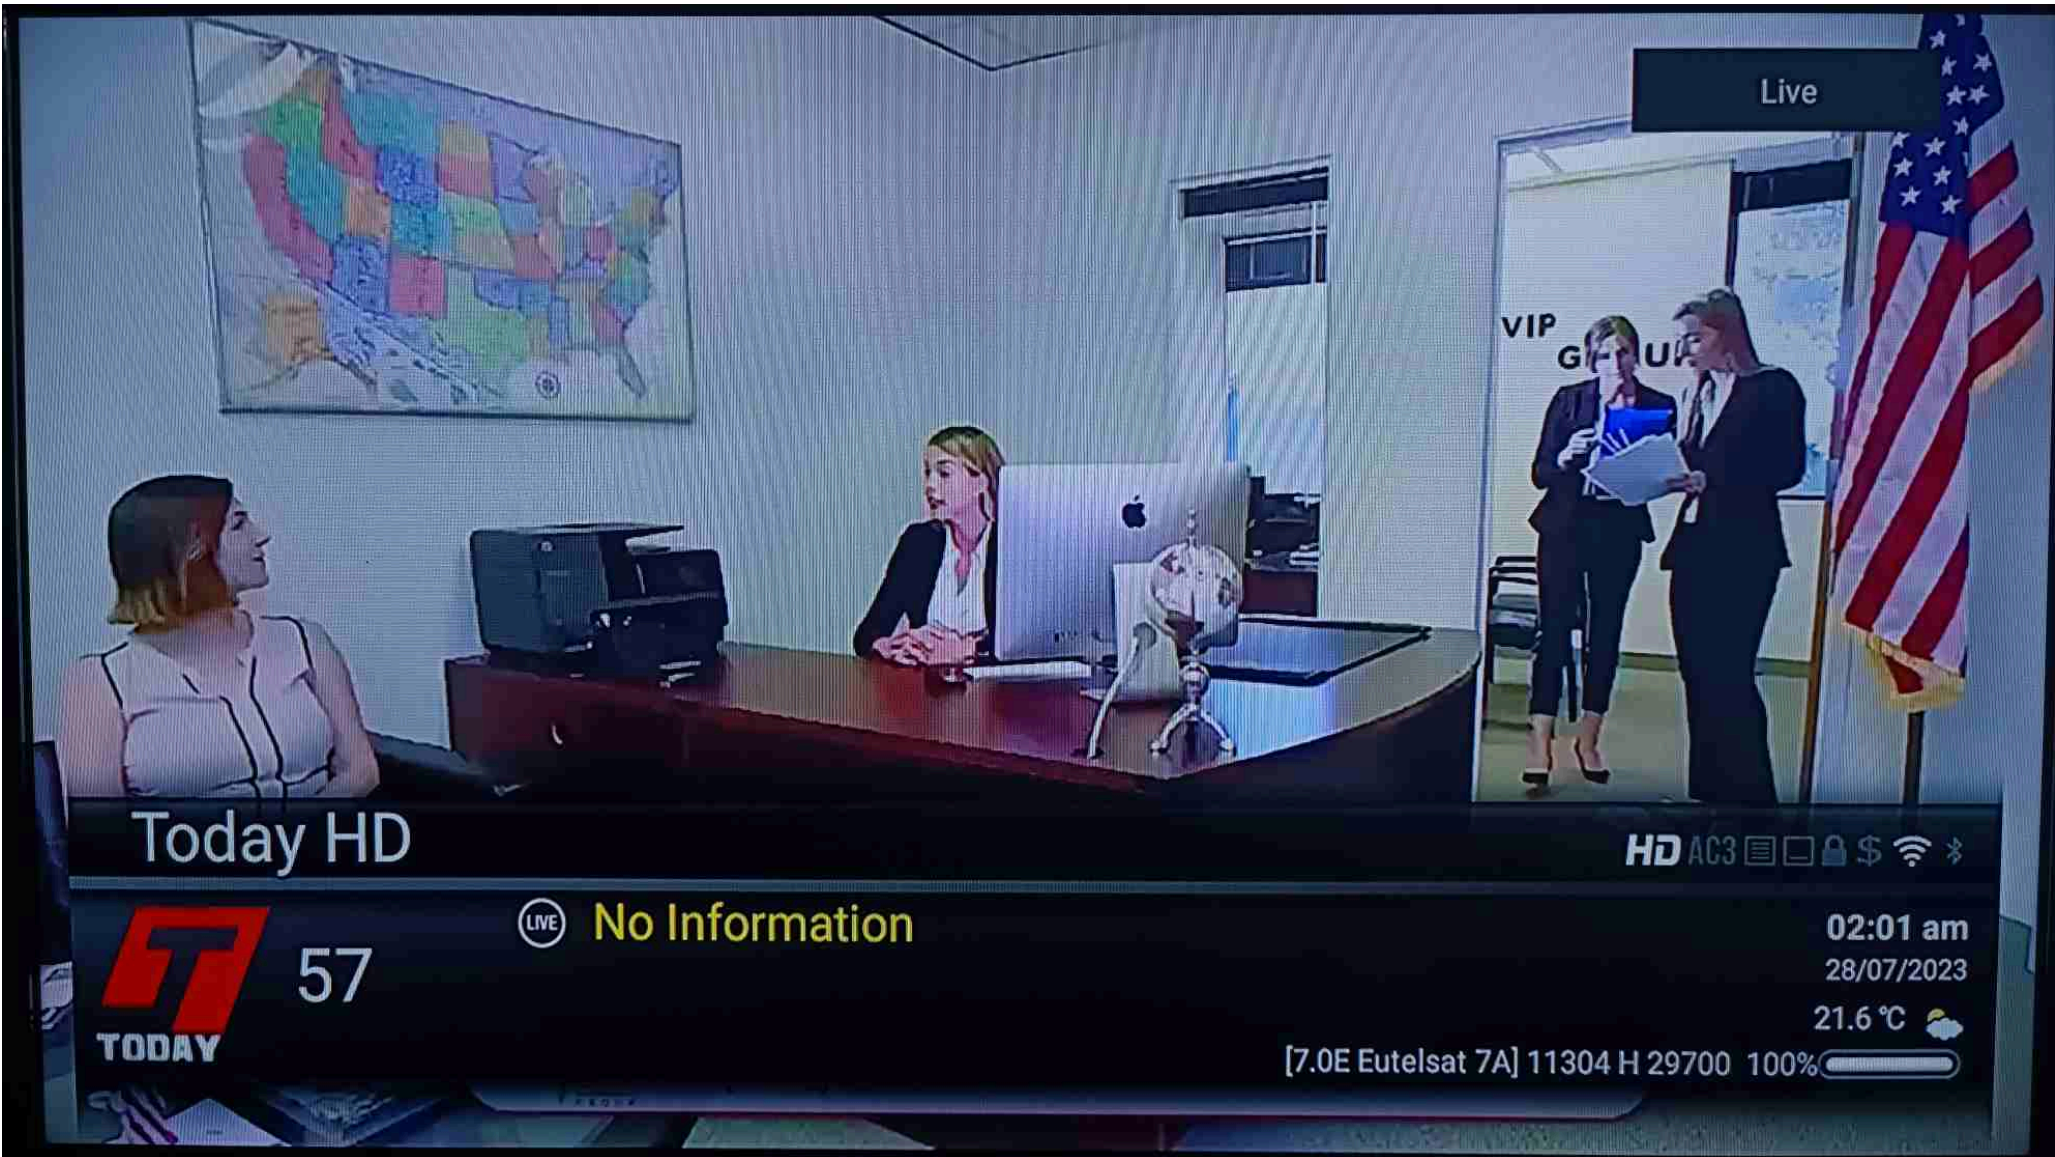 Live
VIP
Today HD
HD AC3 $
LIVE No Information
57
TODAY
02:01 am
28/07/2023
21.6 °C
[7.0E Eutelsat 7A] 11304 H 29700 100%